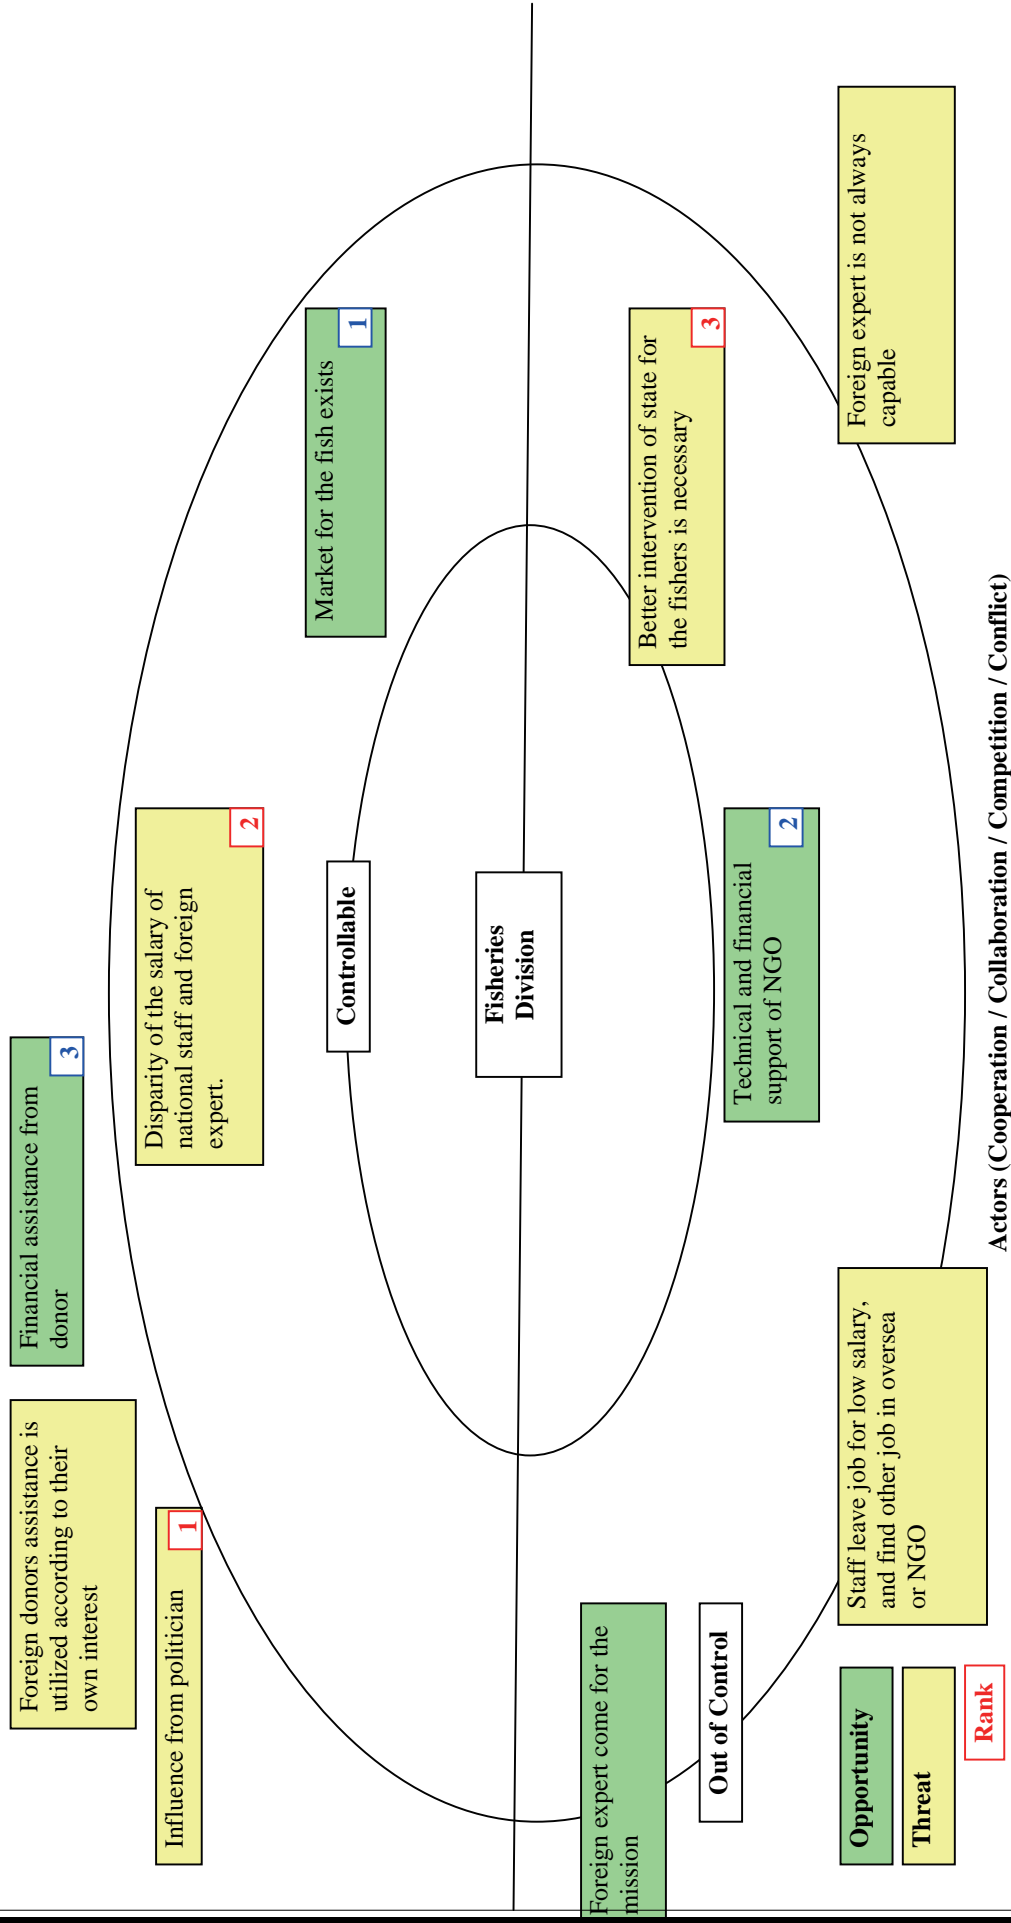 Foreign donors assistance is
utilized according to their
own interest
Financial assistance from
donor
3
Influence from politician
1
Disparity of the salary of
national staff and foreign
expert.
2
Market for the fish exists
1
Controllable
Fisheries
Division
Foreign expert come for the
mission
Out of Control
Technical and financial
support of NGO
2
Better intervention of state for
the fishers is necessary
3
Staff leave job for low salary,
and find other job in oversea
or NGO
Foreign expert is not always
capable
Opportunity
Threat
Rank
Actors (Cooperation / Collaboration / Competition / Conflict)